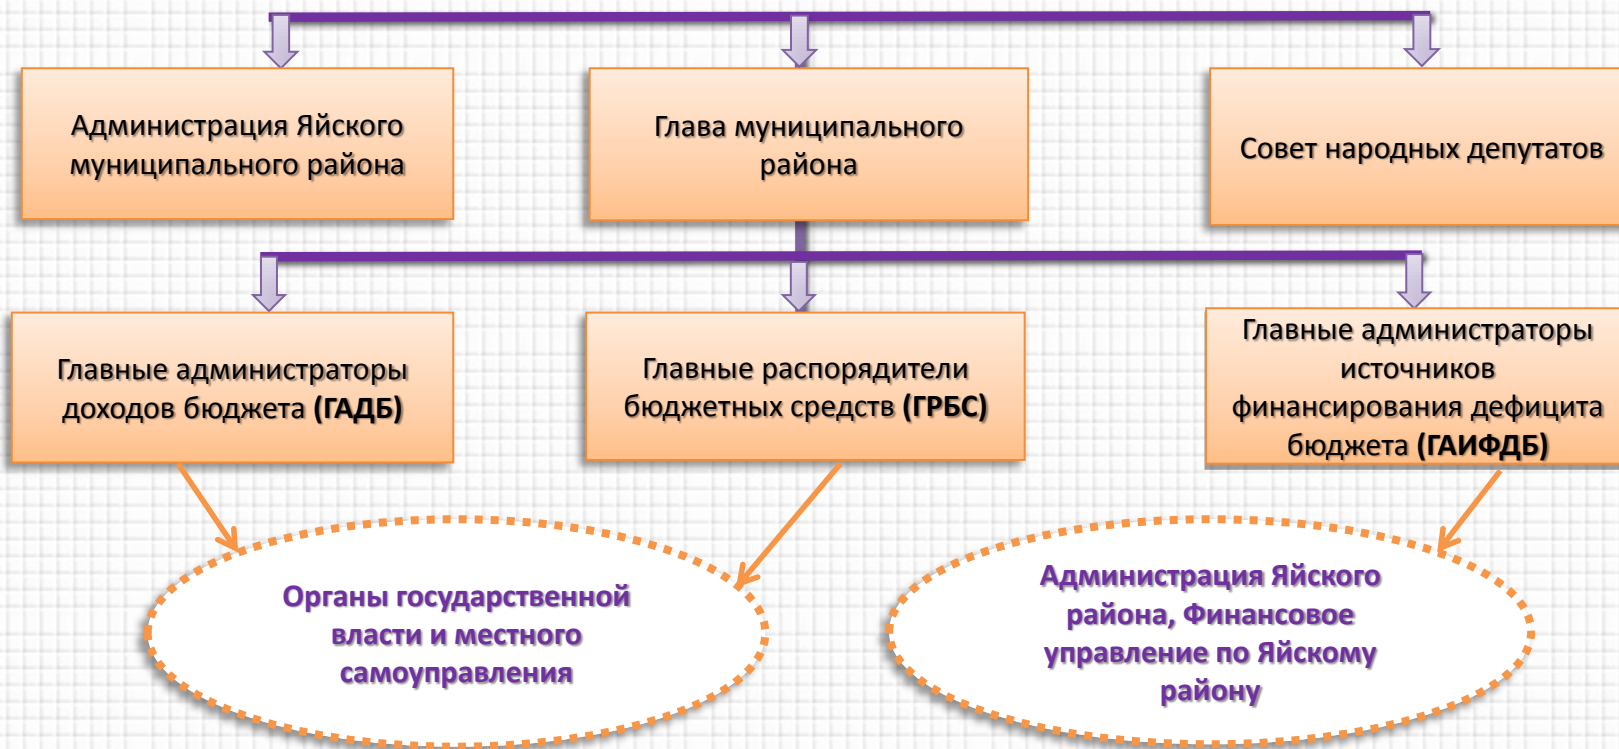 Администрация Яйского
муниципального района
Глава муниципального
района
Совет народных депутатов
Главные администраторы
доходов бюджета (ГАДБ)
Главные распорядители
бюджетных средств (ГРБС)
Главные администраторы
источников
финансирования дефицита
бюджета (ГАИФДБ)
Органы государственной
власти и местного
самоуправления
Администрация Яйского
района, Финансовое
управление по Яйскому
району